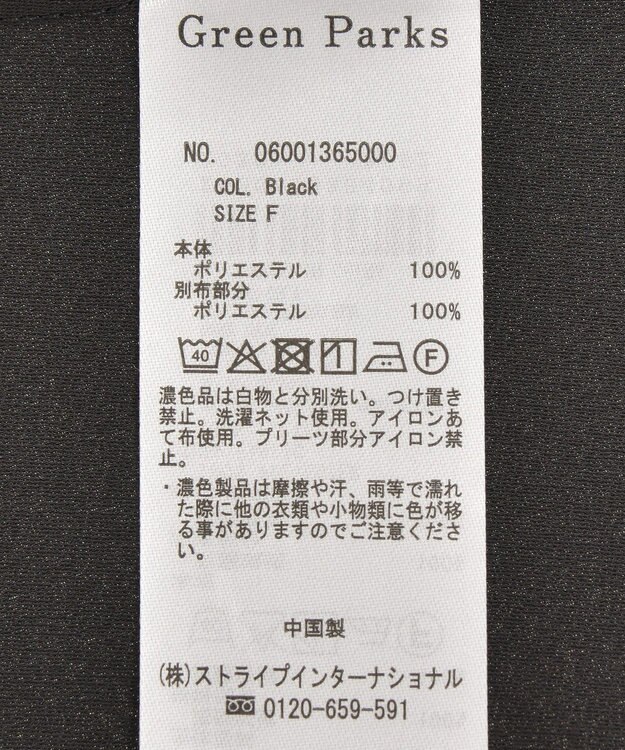 Green Parks
NO. 06001365000
COL. Black
SIZE F
本体
ポリエステル 100%
別布部分
ポリエステル 100%
40 F
濃色品は白物と分別洗い。つけ置き
禁止。洗濯ネット使用。アイロンあ
て布使用。プリーツ部分アイロン禁
止。
・濃色製品は摩擦や汗、雨等で濡れ
た際に他の衣類や小物類に色が移
る事がありますのでご注意くださ
い。
中国製
(株)ストライプインターナショナル
0120-659-591